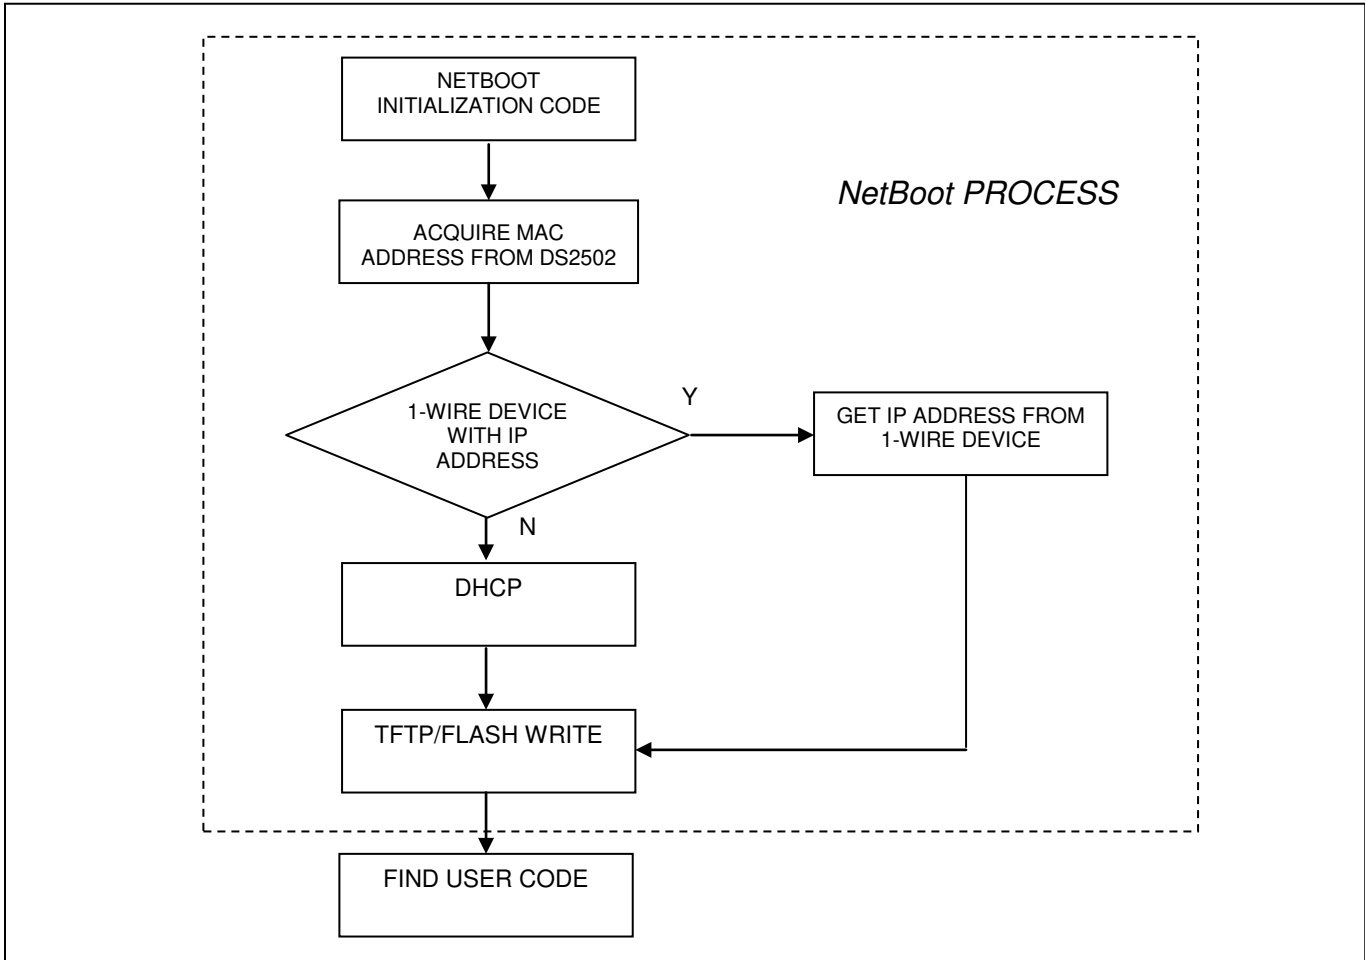 NETBOOT
INITIALIZATION CODE
NetBoot PROCESS
ACQUIRE MAC
ADDRESS FROM DS2502
1-WIRE DEVICE
WITH IP
ADDRESS
Y
GET IP ADDRESS FROM
1-WIRE DEVICE
N
DHCP
TFTP/FLASH WRITE
FIND USER CODE